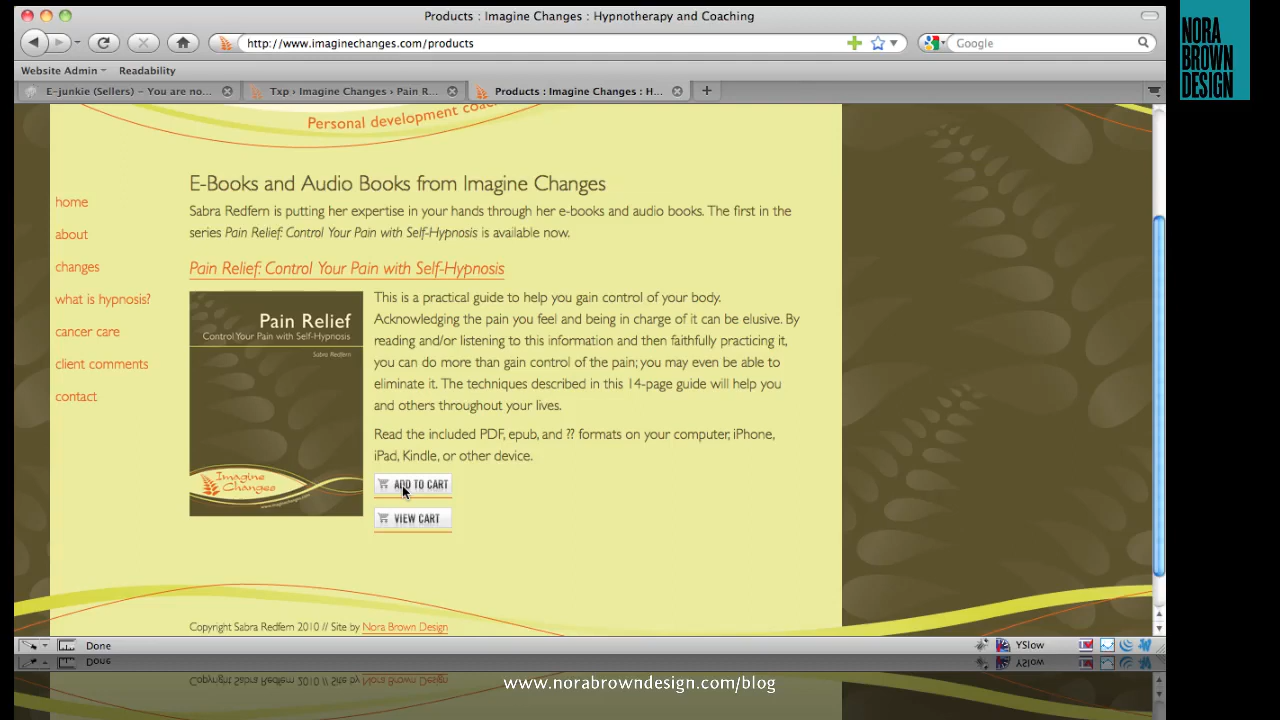 Products : Imagine Changes : Hypnotherapy and Coaching
NORA
BROWN
DESIGN
http://www.imaginechanges.com/products
Google
Website Admin
Readability
E-junkie (Sellers) – You are no...
Txp › Imagine Changes › Pain R...
Products : Imagine Changes : H...
Personal development coa
E-Books and Audio Books from Imagine Changes
Sabra Redfern is putting her expertise in your hands through her e-books and audio books. The first in the
series Pain Relief: Control Your Pain with Self-Hypnosis is available now.
home
about
changes
what is hypnosis?
cancer care
client comments
contact
Pain Relief: Control Your Pain with Self-Hypnosis
Pain Relief
Control Your Pain with Self-Hypnosis
Sabra Redfern
Imagine
Changes
www.imaginechanges.com
This is a practical guide to help you gain control of your body.
Acknowledging the pain you feel and being in charge of it can be elusive. By
reading and/or listening to this information and then faithfully practicing it,
you can do more than gain control of the pain; you may even be able to
eliminate it. The techniques described in this 14-page guide will help you
and others throughout your lives.
Read the included PDF, epub, and ?? formats on your computer, iPhone,
iPad, Kindle, or other device.
ADD TO CART
VIEW CART
Copyright Sabra Redfern 2010 // Site by Nora Brown Design
Done
YSlow
www.norabrowndesign.com/blog